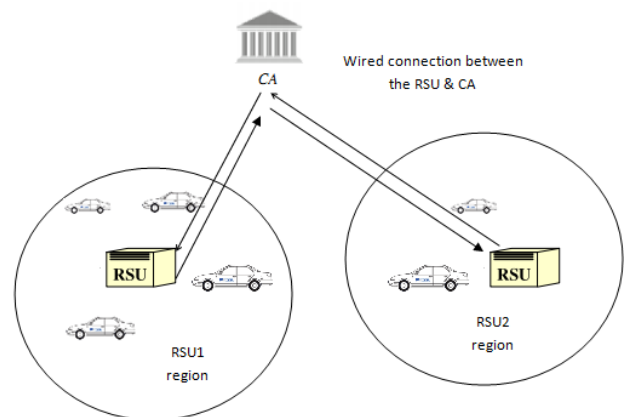 CA
Wired connection between
the RSU & CA
RSU
RSU
RSU1
region
RSU2
region